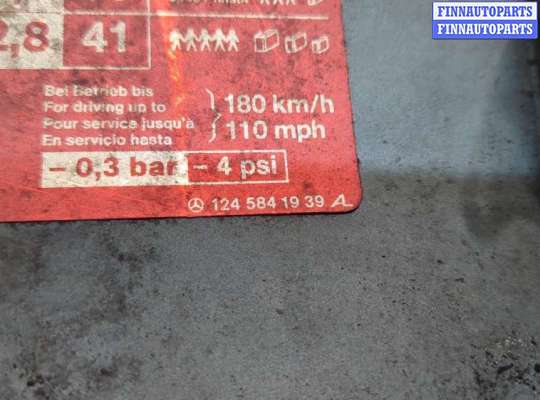 FINNAUTOPARTS
FINNAUTOPARTS
2,8 41
Bei Betrieb bis
For driving up to
Pour service jusqu'à
En servicio hasta
180 km/h
110 mph
– 0,3 bar – 4 psi
124 584 19 39